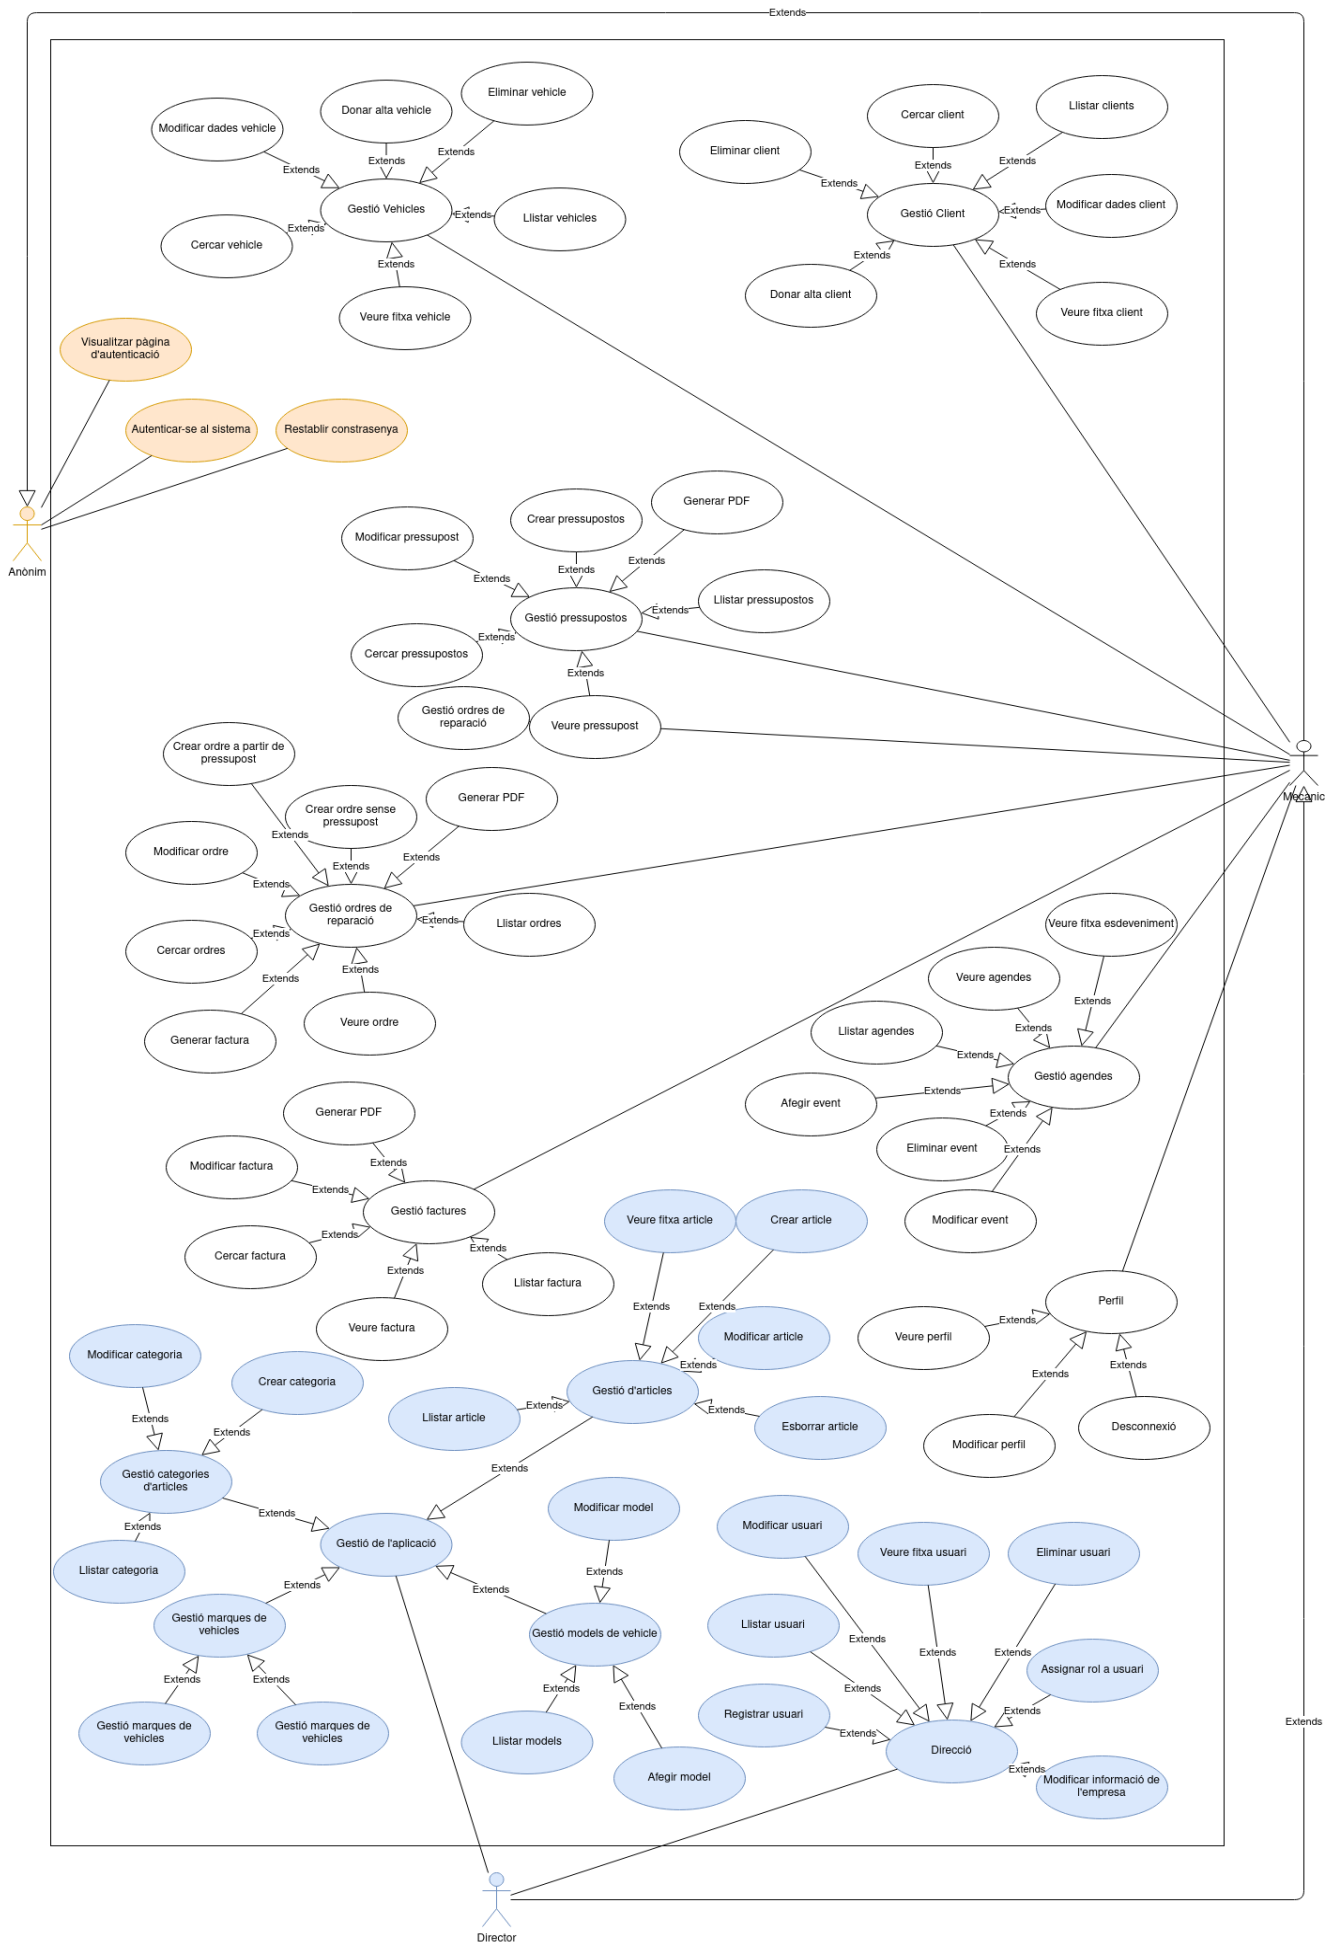 Extends
Eliminar vehicle
Donar alta vehicle
Modificar dades vehicle
Extends
Extends
Extends
Gestió Vehicles
Extends
Llistar vehicles
Extends
Cercar vehicle
Extends
Veure fitxa vehicle
Llistar clients
Cercar client
Eliminar client
Extends
Extends
Extends
Gestió Client
Extends
Modificar dades client
Extends
Extends
Donar alta client
Veure fitxa client
Visualitzar pàgina
d'autenticació
Autenticar-se al sistema
Restablir constrasenya
Anònim
Generar PDF
Crear pressupostos
Modificar pressupost
Extends
Extends
Extends
Llistar pressupostos
Extends
Gestió pressupostos
Extends
Cercar pressupostos
Extends
Gestió ordres de
reparació
Veure pressupost
Mecanic
Crear ordre a partir de
pressupost
Generar PDF
Crear ordre sense
pressupost
Extends
Modificar ordre
Extends
Extends
Extends
Gestió ordres de
reparació
Extends
Llistar ordres
Extends
Cercar ordres
Extends
Extends
Veure ordre
Generar factura
Veure fitxa esdeveniment
Veure agendes
Extends
Llistar agendes
Extends
Extends
Gestió agendes
Extends
Afegir event
Extends
Eliminar event
Extends
Modificar event
Generar PDF
Extends
Modificar factura
Extends
Gestió factures
Extends
Cercar factura
Extends
Extends
Llistar factura
Veure factura
Veure fitxa article
Crear article
Extends
Extends
Modificar article
Extends
Gestió d'articles
Extends
Llistar article
Extends
Esborrar article
Extends
Perfil
Extends
Veure perfil
Extends
Extends
Desconnexió
Modificar perfil
Modificar categoria
Crear categoria
Extends
Extends
Gestió categories
d'articles
Extends
Extends
Llistar categoria
Gestió de l'aplicació
Extends
Gestió marques de
vehicles
Extends
Extends
Gestió marques de
vehicles
Gestió marques de
vehicles
Modificar model
Extends
Extends
Gestió models de vehicle
Extends
Extends
Llistar models
Afegir model
Modificar usuari
Veure fitxa usuari
Eliminar usuari
Llistar usuari
Extends
Extends
Extends
Assignar rol a usuari
Extends
Registrar usuari
Extends
Extends
Direcció
Extends
Modificar informació de
l'empresa
Extends
Director